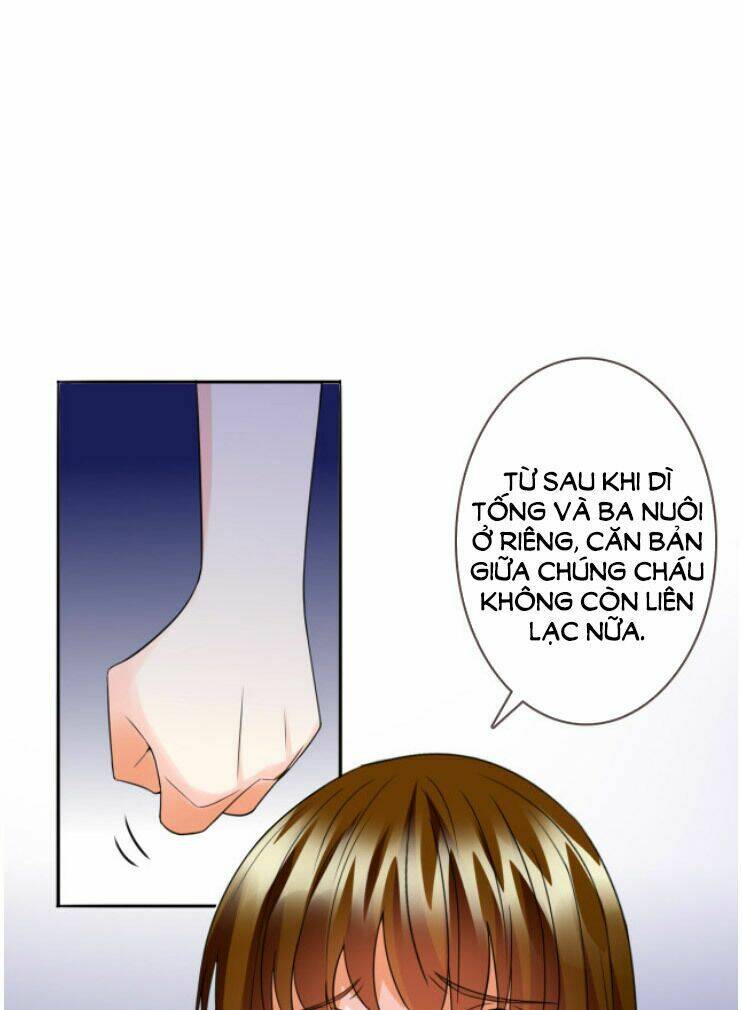 TỪ SAU KHI DÌ
TỐNG VÀ BA NUÔI
Ở RIÊNG, CĂN BẢN
GIỮA CHÚNG CHÁU
KHÔNG CÒN LIÊN
LẠC NỮA.